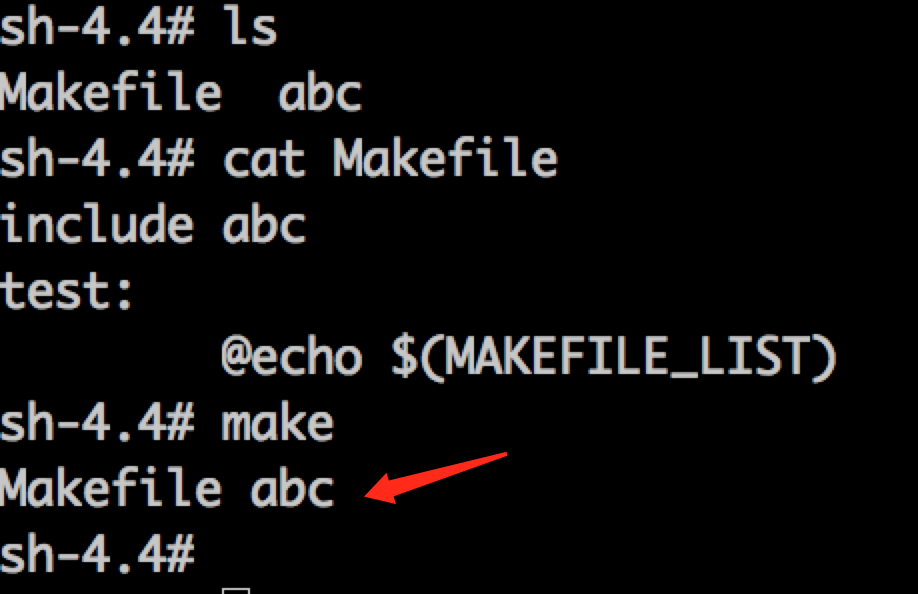 sh-4.4# ls
Makefile  abc
sh-4.4# cat Makefile
include abc
test:
        @echo $(MAKEFILE_LIST)
sh-4.4# make
Makefile abc
sh-4.4#